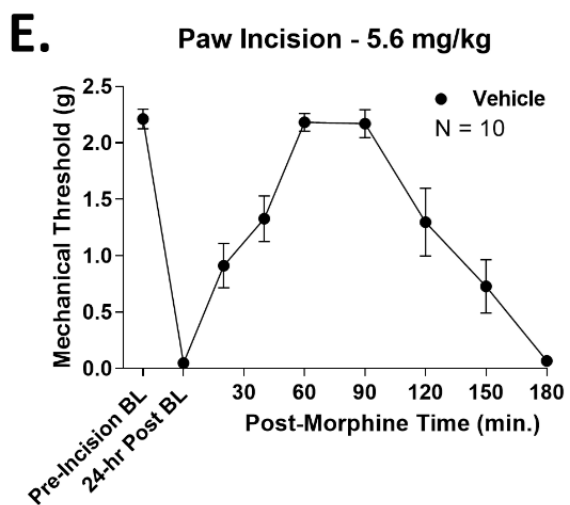 E.
Paw Incision - 5.6 mg/kg
Mechanical Threshold (g)
2.5
2.0
1.5
1.0
0.5
0.0
Vehicle
N = 10
Pre-Incision BL
24-hr Post BL
30 60 90 120 150 180
Post-Morphine Time (min.)